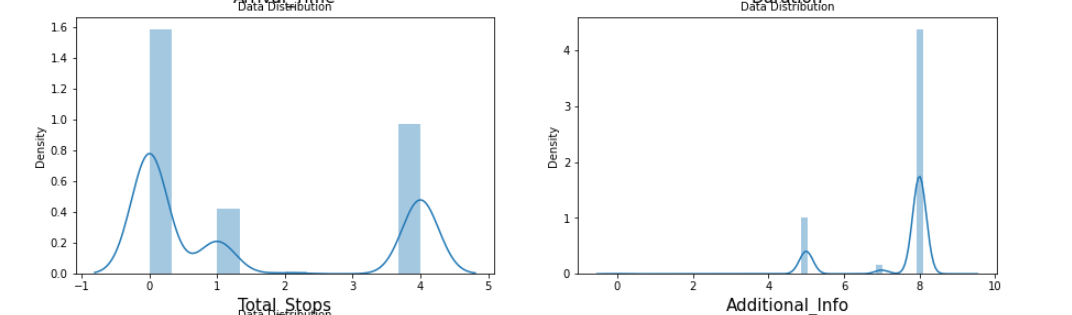 Arrival_Time
Data Distribution
Duration
Data Distribution
1.6
1.4
1.2
1.0
0.8
0.6
0.4
0.2
0.0
Density
−1 0 1 2 3 4 5
Total_Stops
Data Distribution
4
3
2
1
0
Density
0 2 4 6 8 10
Additional_Info